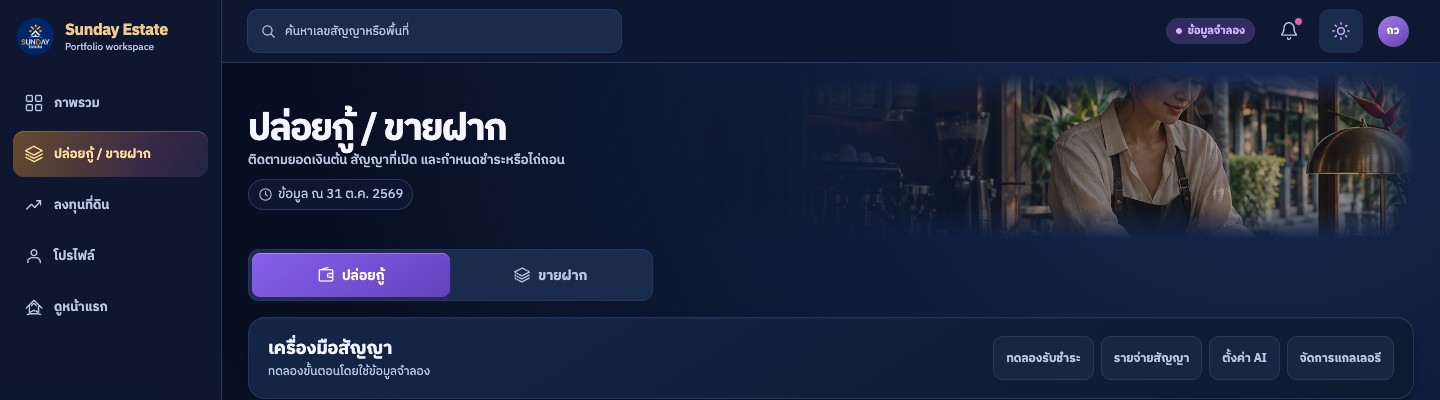 SUNDAY
Estate
Sunday Estate
Portfolio workspace
ค้นหาเลขสัญญาหรือพื้นที่
ข้อมูลจำลอง
กว
ภาพรวม
ปล่อยกู้ / ขายฝาก
ลงทุนที่ดิน
โปรไฟล์
ดูหน้าแรก
ปล่อยกู้ / ขายฝาก
ติดตามยอดเงินต้น สัญญาที่เปิด และกำหนดชำระหรือไถ่ถอน
ข้อมูล ณ 31 ต.ค. 2569
ปล่อยกู้
ขายฝาก
เครื่องมือสัญญา
ทดลองขั้นตอนโดยใช้ข้อมูลจำลอง
ทดลองรับชำระ
รายจ่ายสัญญา
ตั้งค่า AI
จัดการแกลเลอรี